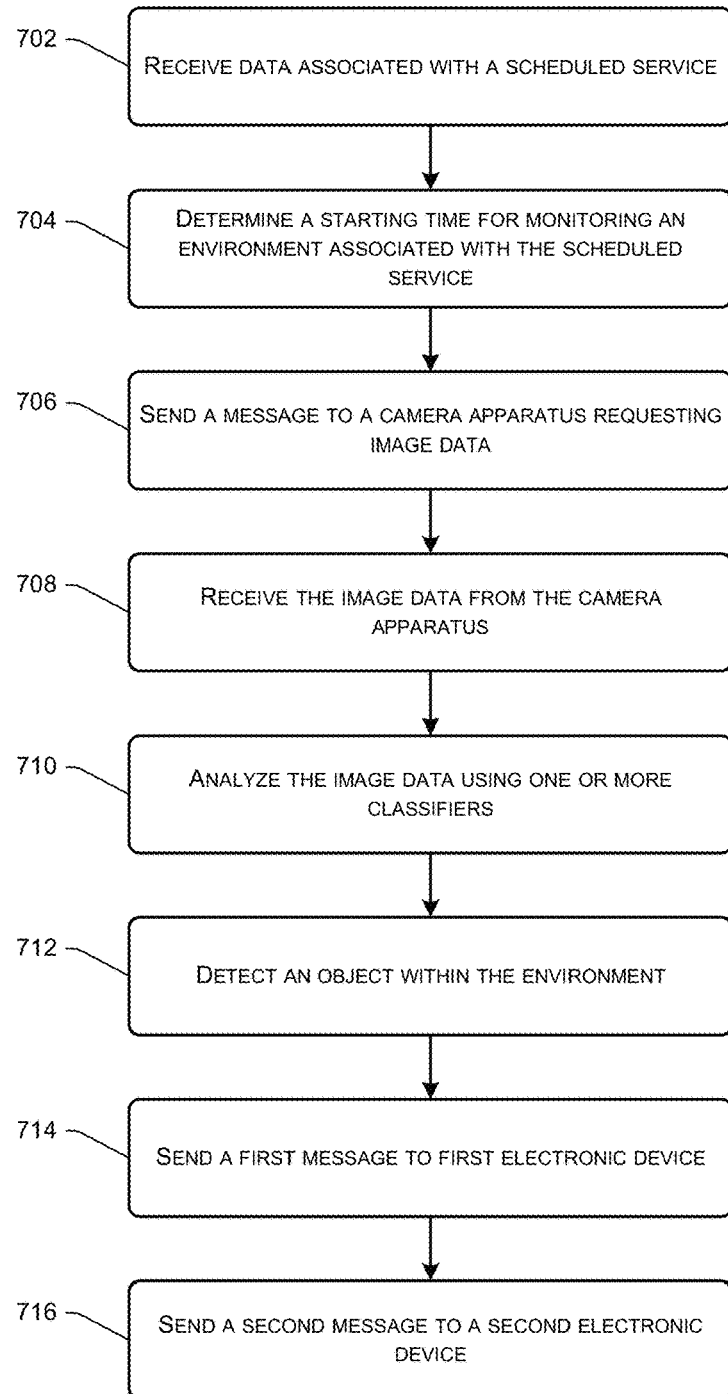 702
RECEIVE DATA ASSOCIATED WITH A SCHEDULED SERVICE
704
DETERMINE A STARTING TIME FOR MONITORING AN
ENVIRONMENT ASSOCIATED WITH THE SCHEDULED
SERVICE
706
SEND A MESSAGE TO A CAMERA APPARATUS REQUESTING
IMAGE DATA
708
RECEIVE THE IMAGE DATA FROM THE CAMERA
APPARATUS
710
ANALYZE THE IMAGE DATA USING ONE OR MORE
CLASSIFIERS
712
DETECT AN OBJECT WITHIN THE ENVIRONMENT
714
SEND A FIRST MESSAGE TO FIRST ELECTRONIC DEVICE
716
SEND A SECOND MESSAGE TO A SECOND ELECTRONIC
DEVICE